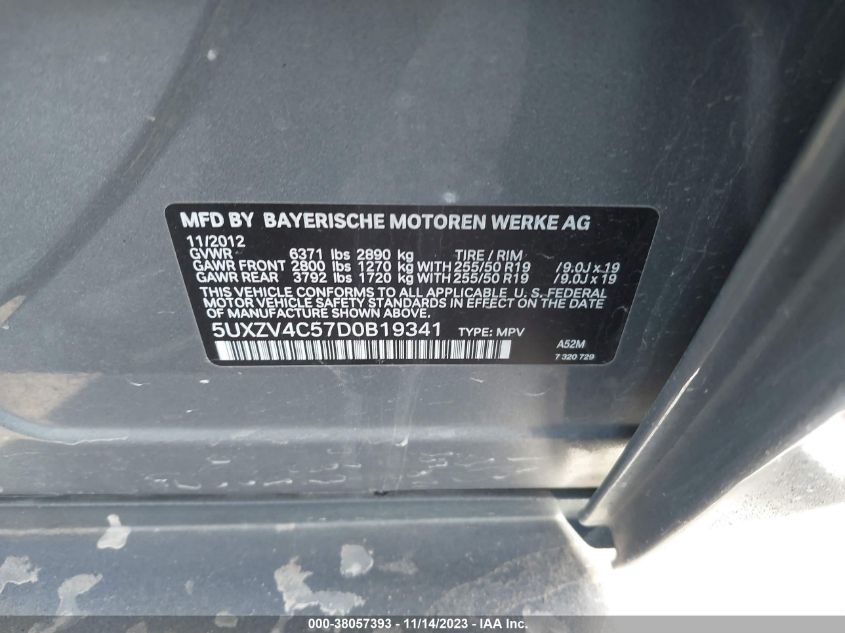 MFD BY BAYERISCHE MOTOREN WERKE AG
11/2012
GVWR 6371 lbs 2890 kg TIRE / RIM
GAWR FRONT 2800 lbs 1270 kg WITH 255/50 R19 /9.0J x 19
GAWR REAR 3792 lbs 1720 kg WITH 255/50 R19 /9.0J x 19
THIS VEHICLE CONFORMS TO ALL APPLICABLE U. S. FEDERAL
MOTOR VEHICLE SAFETY STANDARDS IN EFFECT ON THE DATE
OF MANUFACTURE SHOWN ABOVE.
5UXZV4C57D0B19341 TYPE: MPV
A52M
7 320 729
000-38057393 - 11/14/2023 - IAAI.COM